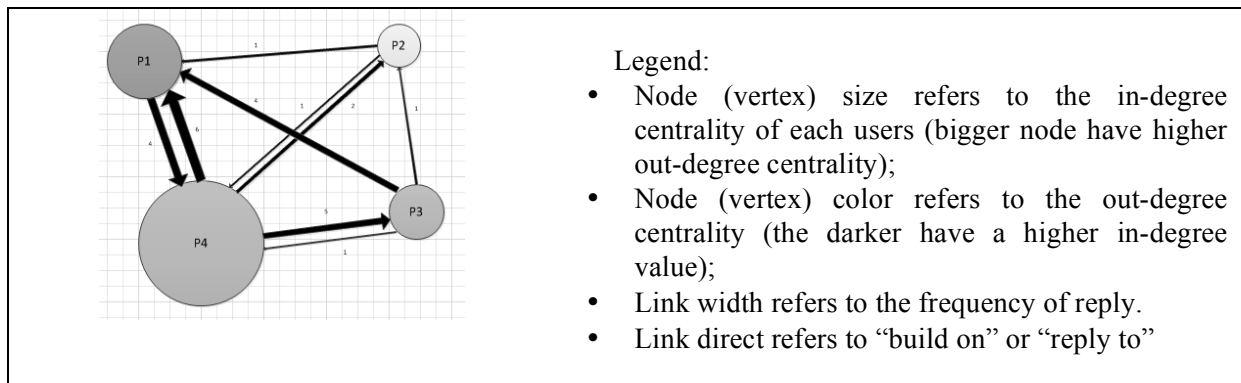 P1
P2
P3
P4
1
1
2
4
1
4
6
5
1
Legend:
• Node (vertex) size refers to the in-degree
centrality of each users (bigger node have higher
out-degree centrality);
• Node (vertex) color refers to the out-degree
centrality (the darker have a higher in-degree
value);
• Link width refers to the frequency of reply.
• Link direct refers to “build on” or “reply to”